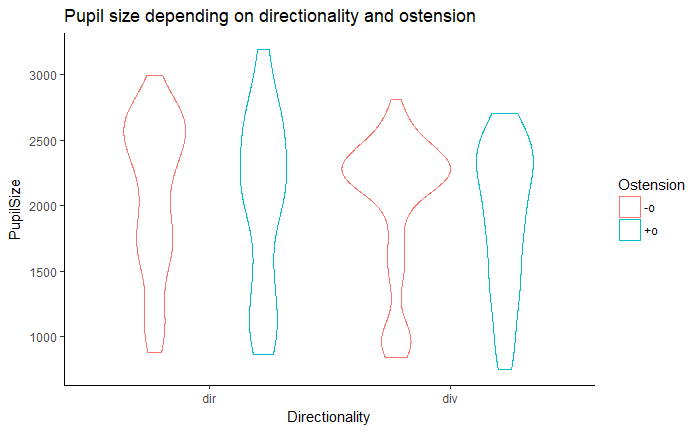 Pupil size depending on directionality and ostension
3000
2500
2000
1500
1000
PupilSize
dir
div
Directionality
Ostension
-o
+o